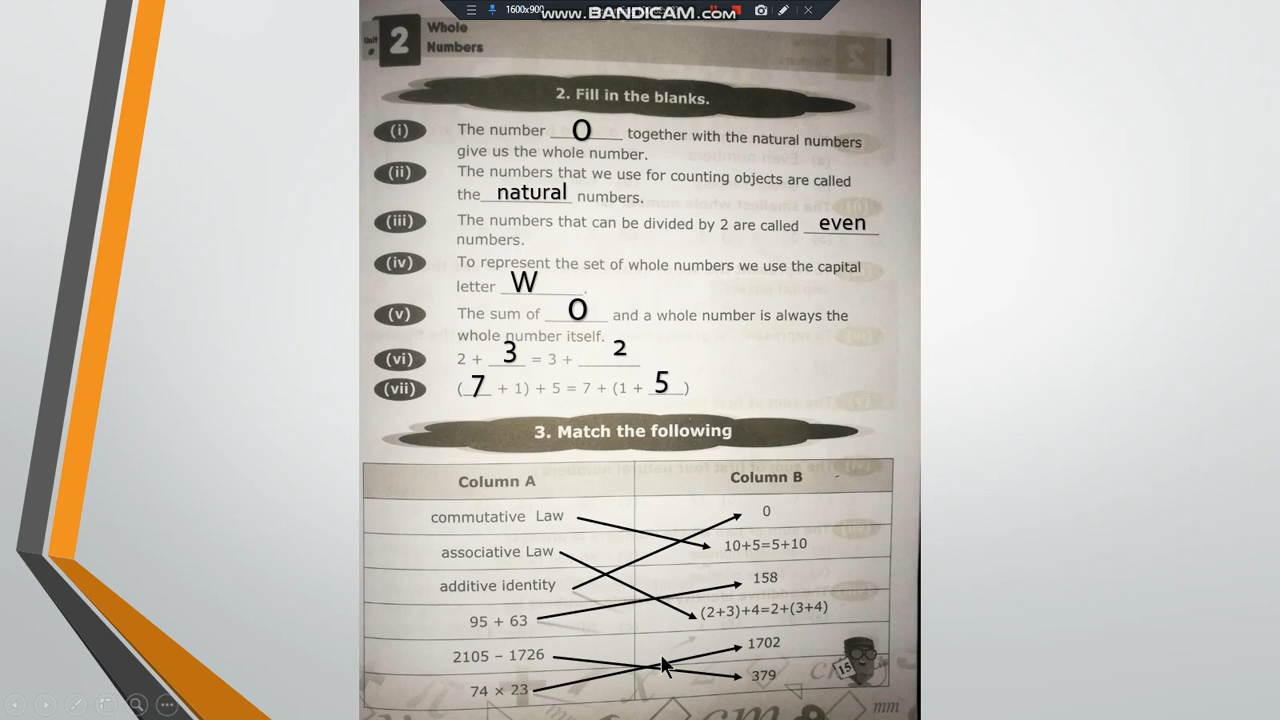 1600x900
www.BANDICAM.com
Unit
2
Whole
Numbers
2. Fill in the blanks.
(i) The number 0 together with the natural numbers
give us the whole number.
(ii) The numbers that we use for counting objects are called
the natural numbers.
(iii) The numbers that can be divided by 2 are called even
numbers.
(iv) To represent the set of whole numbers we use the capital
letter W.
(v) The sum of 0 and a whole number is always the
whole number itself.
(vi) 2 + 3 = 3 + 2
(vii) (7 + 1) + 5 = 7 + (1 + 5)
3. Match the following
Column A Column B
commutative Law 0
associative Law 10+5=5+10
additive identity 158
95 + 63 (2+3)+4=2+(3+4)
2105 – 1726 1702
74 × 23 379
15
cm
mm